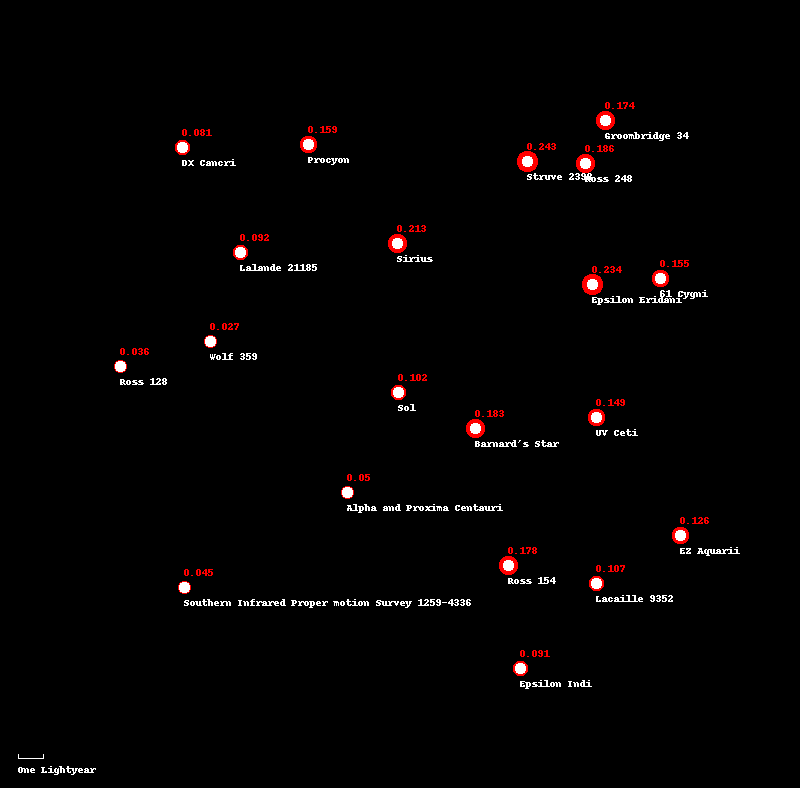 0.174
Groombridge 34
0.081
DX Cancri
0.159
Procyon
0.243
Struve 2398
0.186
Ross 248
0.092
Lalande 21185
0.213
Sirius
0.234
Epsilon Eridani
0.155
61 Cygni
0.036
Ross 128
0.027
Wolf 359
0.102
Sol
0.183
Barnard's Star
0.149
UV Ceti
0.05
Alpha and Proxima Centauri
0.126
EZ Aquarii
0.178
Ross 154
0.107
Lacaille 9352
0.045
Southern Infrared Proper motion Survey 1259-4336
0.091
Epsilon Indi
One Lightyear